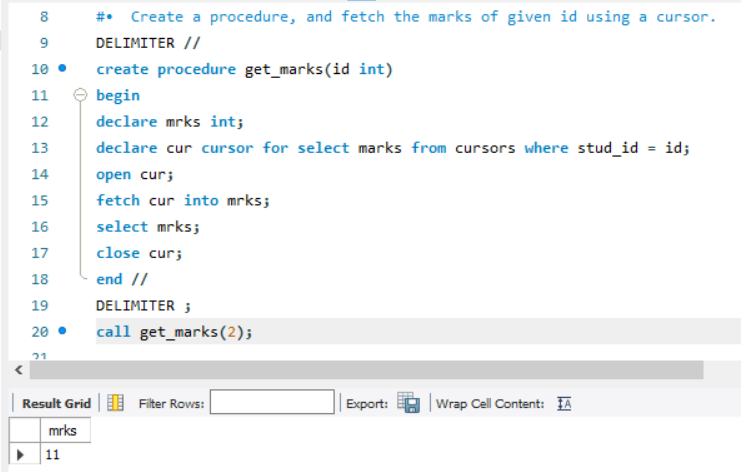 8 #• Create a procedure, and fetch the marks of given id using a cursor.
9 DELIMITER //
10 create procedure get_marks(id int)
11 begin
12 declare mrks int;
13 declare cur cursor for select marks from cursors where stud_id = id;
14 open cur;
15 fetch cur into mrks;
16 select mrks;
17 close cur;
18 end //
19 DELIMITER ;
20 call get_marks(2);
21
Result Grid Filter Rows: Export: Wrap Cell Content: IA
mrks
11